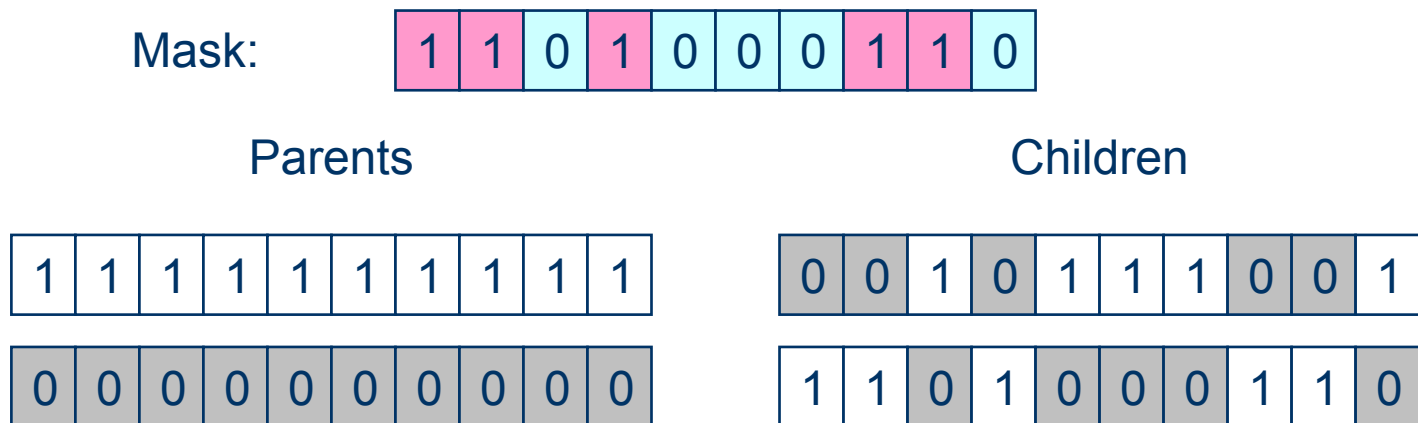 Mask: 1 1 0 1 0 0 0 1 1 0
Parents Children
1 1 1 1 1 1 1 1 1 1 0 0 1 0 1 1 1 0 0 1
0 0 0 0 0 0 0 0 0 0 1 1 0 1 0 0 0 1 1 0